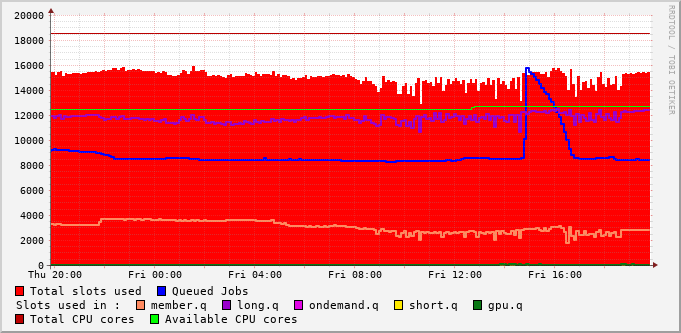 20000
18000
16000
14000
12000
10000
8000
6000
4000
2000
0
Thu 20:00 Fri 00:00 Fri 04:00 Fri 08:00 Fri 12:00 Fri 16:00
Total slots used Queued Jobs
Slots used in : member.q long.q ondemand.q short.q gpu.q
Total CPU cores Available CPU cores
RRDTOOL / TOBI OETIKER